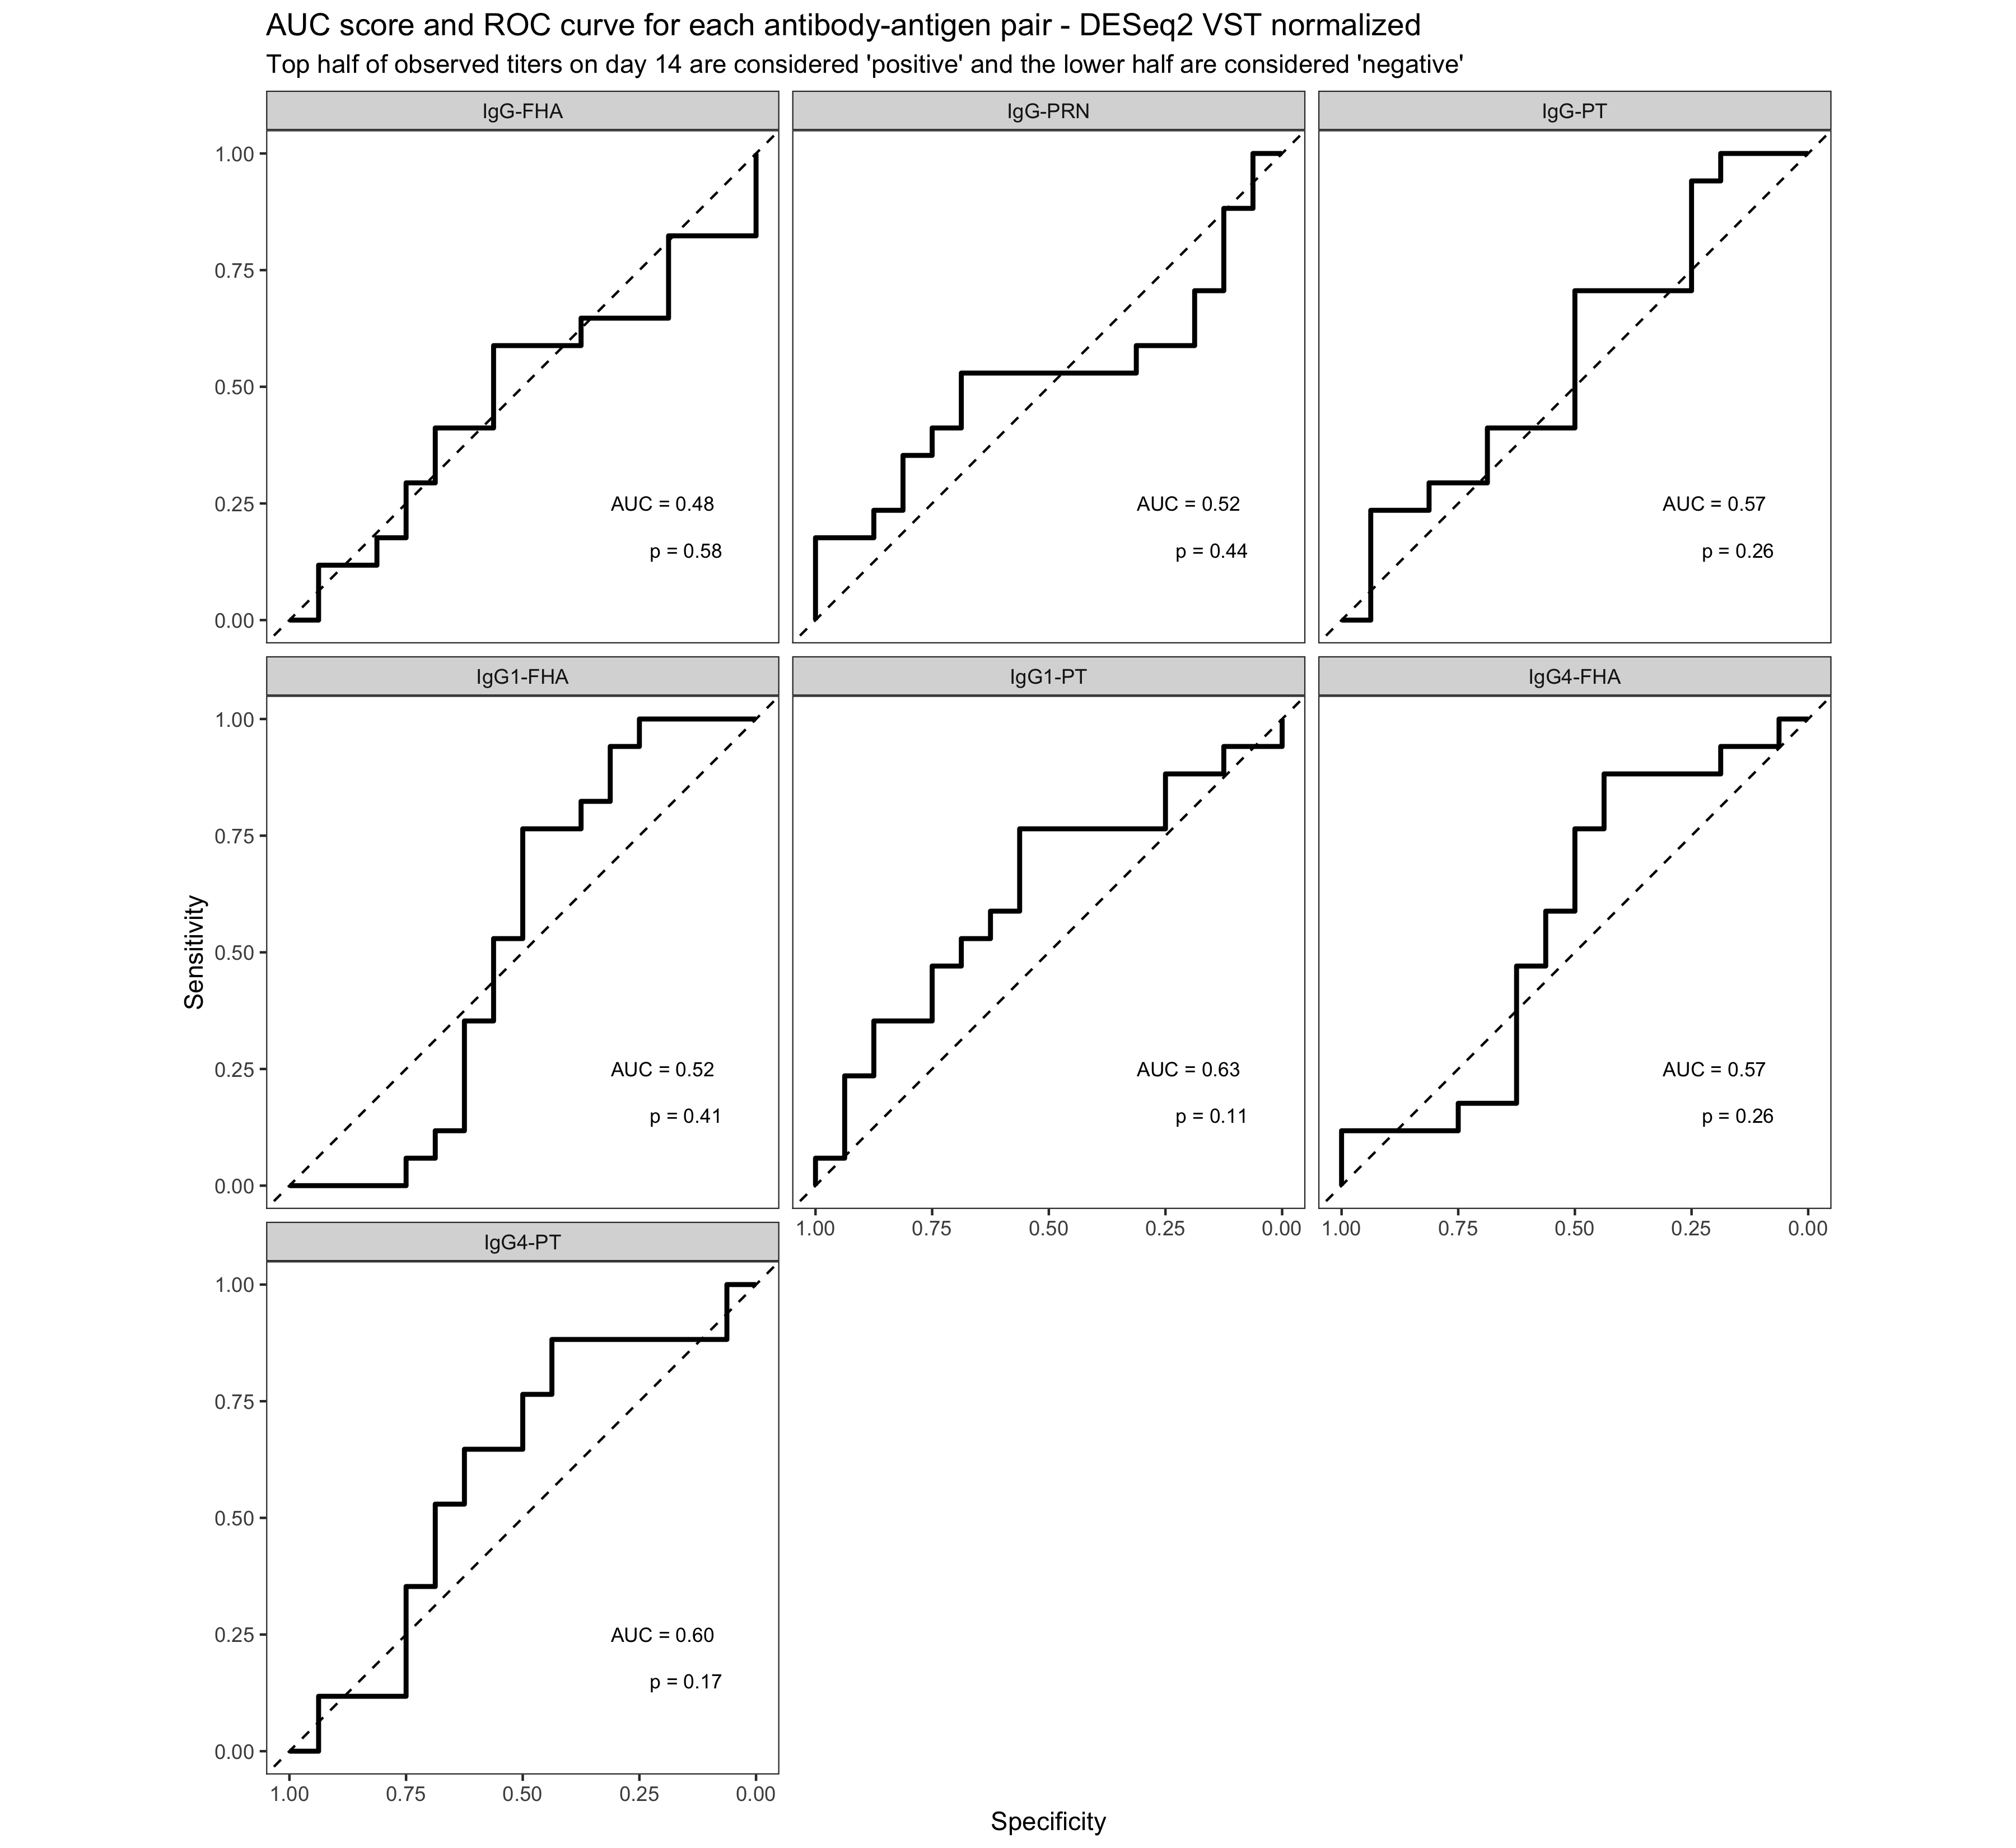 AUC score and ROC curve for each antibody-antigen pair - DESeq2 VST normalized
Top half of observed titers on day 14 are considered 'positive' and the lower half are considered 'negative'
IgG-FHA
IgG-PRN
IgG-PT
1.00
0.75
0.50
0.25
0.00
AUC = 0.48
p = 0.58
AUC = 0.52
p = 0.44
AUC = 0.57
p = 0.26
IgG1-FHA
IgG1-PT
IgG4-FHA
Sensitivity
1.00
0.75
0.50
0.25
0.00
AUC = 0.52
p = 0.41
AUC = 0.63
p = 0.11
AUC = 0.57
p = 0.26
1.00 0.75 0.50 0.25 0.00
1.00 0.75 0.50 0.25 0.00
IgG4-PT
1.00
0.75
0.50
0.25
0.00
AUC = 0.60
p = 0.17
1.00 0.75 0.50 0.25 0.00
Specificity